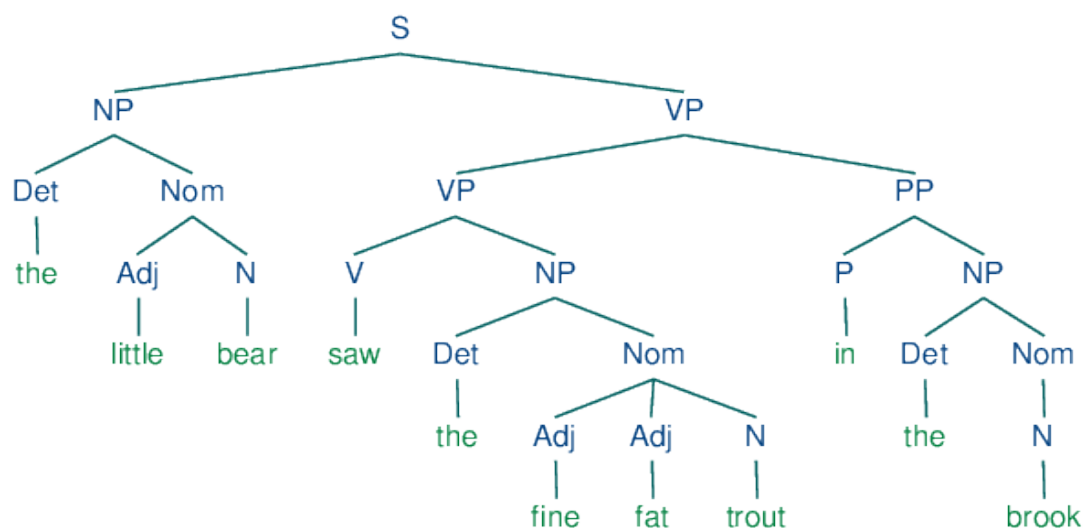 S
NP VP
Det Nom VP PP
the Adj N V NP P NP
little bear saw Det Nom in Det Nom
the Adj Adj N the N
fine fat trout brook